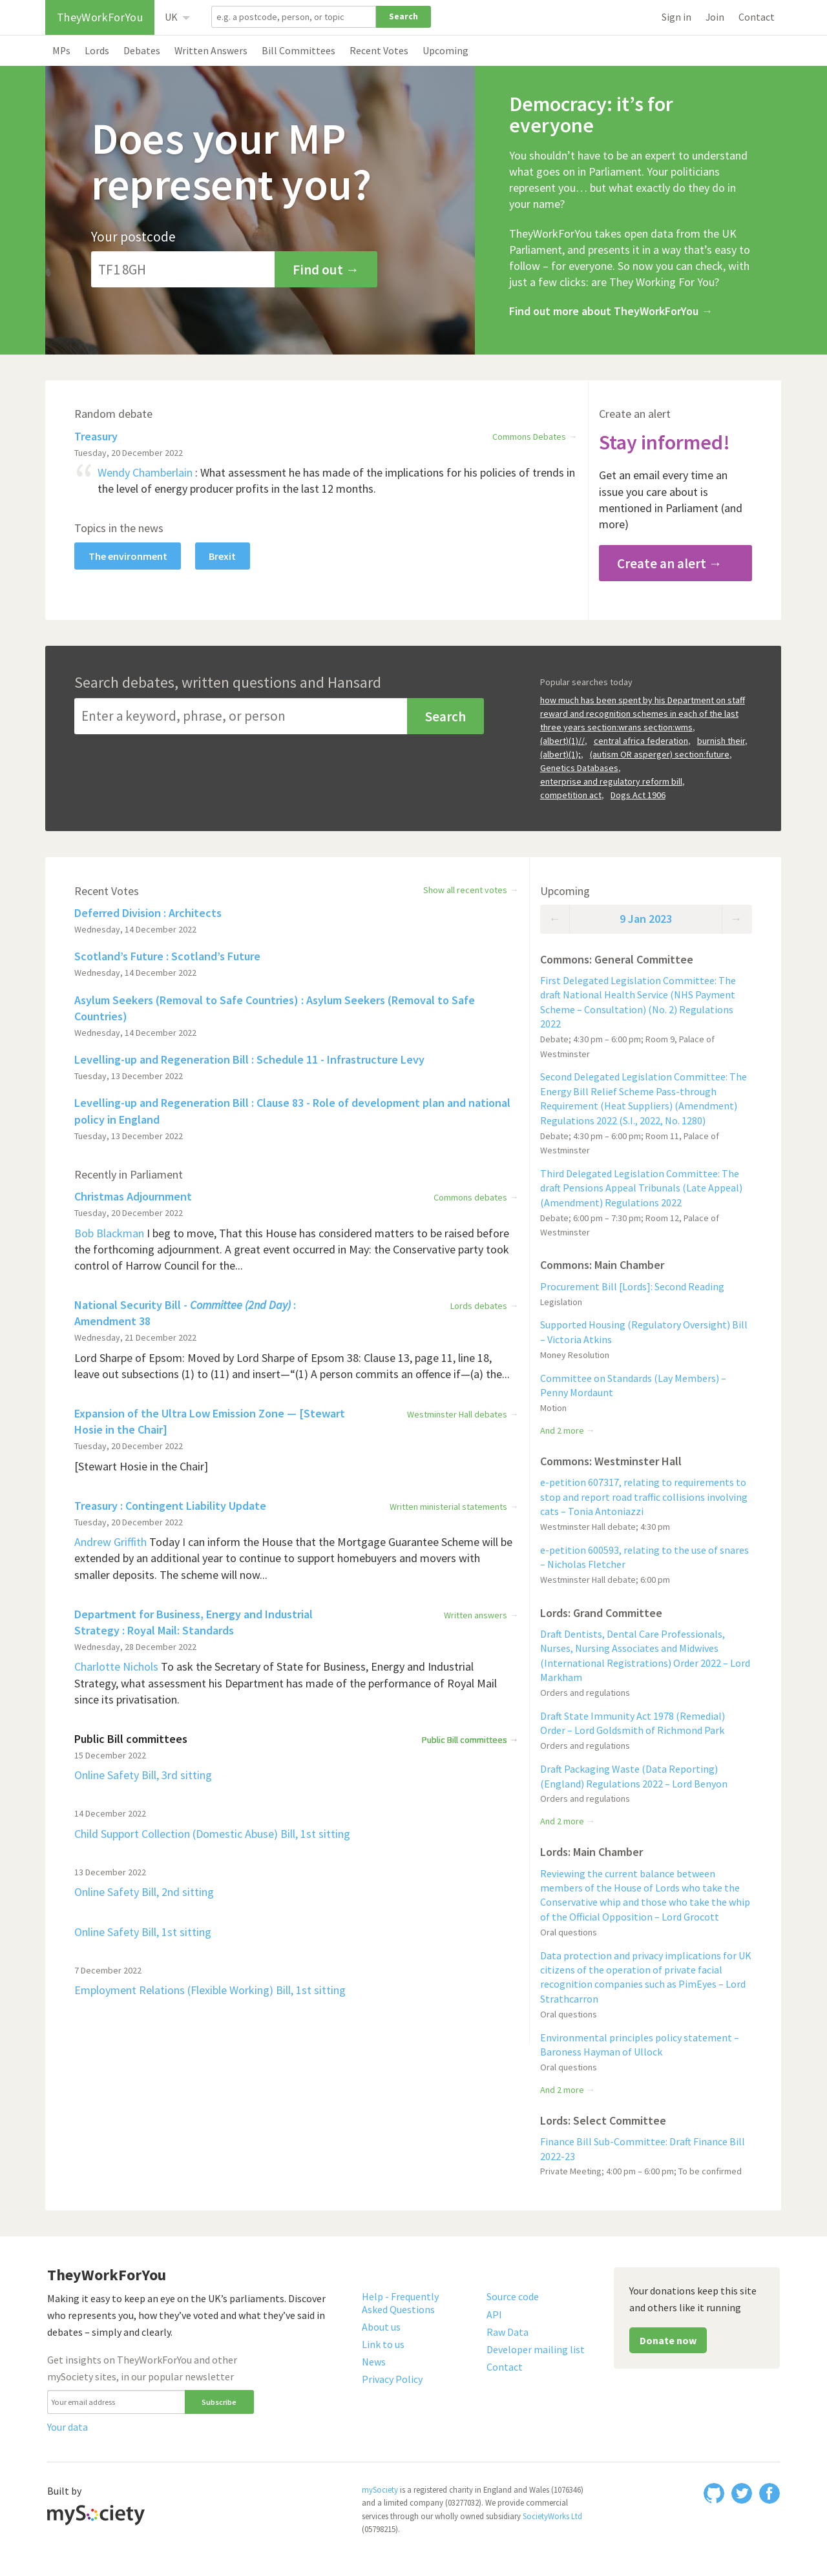 TheyWorkForYou
UK
e.g. a postcode, person, or topic
Search
Sign in
Join
Contact
MPs
Lords
Debates
Written Answers
Bill Committees
Recent Votes
Upcoming
Does your MP
represent you?
Your postcode
TF1 8GH
Find out →
Democracy: it’s for
everyone
You shouldn’t have to be an expert to understand
what goes on in Parliament. Your politicians
represent you… but what exactly do they do in
your name?
TheyWorkForYou takes open data from the UK
Parliament, and presents it in a way that’s easy to
follow – for everyone. So now you can check, with
just a few clicks: are They Working For You?
Find out more about TheyWorkForYou →
Random debate
Treasury
Commons Debates →
Tuesday, 20 December 2022
“ Wendy Chamberlain : What assessment he has made of the implications for his policies of trends in
the level of energy producer profits in the last 12 months.
Topics in the news
The environment
Brexit
Create an alert
Stay informed!
Get an email every time an
issue you care about is
mentioned in Parliament (and
more)
Create an alert →
Search debates, written questions and Hansard
Enter a keyword, phrase, or person
Search
Popular searches today
how much has been spent by his Department on staff
reward and recognition schemes in each of the last
three years section:wrans section:wms,
(albert)(1)//, central africa federation, burnish their,
(albert)(1);, (autism OR asperger) section:future,
Genetics Databases,
enterprise and regulatory reform bill,
competition act, Dogs Act 1906
Recent Votes
Show all recent votes →
Deferred Division : Architects
Wednesday, 14 December 2022
Scotland’s Future : Scotland’s Future
Wednesday, 14 December 2022
Asylum Seekers (Removal to Safe Countries) : Asylum Seekers (Removal to Safe
Countries)
Wednesday, 14 December 2022
Levelling-up and Regeneration Bill : Schedule 11 - Infrastructure Levy
Tuesday, 13 December 2022
Levelling-up and Regeneration Bill : Clause 83 - Role of development plan and national
policy in England
Tuesday, 13 December 2022
Recently in Parliament
Christmas Adjournment
Commons debates →
Tuesday, 20 December 2022
Bob Blackman I beg to move, That this House has considered matters to be raised before
the forthcoming adjournment. A great event occurred in May: the Conservative party took
control of Harrow Council for the...
National Security Bill - Committee (2nd Day) :
Amendment 38
Lords debates →
Wednesday, 21 December 2022
Lord Sharpe of Epsom: Moved by Lord Sharpe of Epsom 38: Clause 13, page 11, line 18,
leave out subsections (1) to (11) and insert—“(1) A person commits an offence if—(a) the...
Expansion of the Ultra Low Emission Zone — [Stewart
Hosie in the Chair]
Westminster Hall debates →
Tuesday, 20 December 2022
[Stewart Hosie in the Chair]
Treasury : Contingent Liability Update
Written ministerial statements →
Tuesday, 20 December 2022
Andrew Griffith Today I can inform the House that the Mortgage Guarantee Scheme will be
extended by an additional year to continue to support homebuyers and movers with
smaller deposits. The scheme will now...
Department for Business, Energy and Industrial
Strategy : Royal Mail: Standards
Written answers →
Wednesday, 28 December 2022
Charlotte Nichols To ask the Secretary of State for Business, Energy and Industrial
Strategy, what assessment his Department has made of the performance of Royal Mail
since its privatisation.
Public Bill committees
Public Bill committees →
15 December 2022
Online Safety Bill, 3rd sitting
14 December 2022
Child Support Collection (Domestic Abuse) Bill, 1st sitting
13 December 2022
Online Safety Bill, 2nd sitting
Online Safety Bill, 1st sitting
7 December 2022
Employment Relations (Flexible Working) Bill, 1st sitting
Upcoming
← 9 Jan 2023 →
Commons: General Committee
First Delegated Legislation Committee: The
draft National Health Service (NHS Payment
Scheme – Consultation) (No. 2) Regulations
2022
Debate; 4:30 pm – 6:00 pm; Room 9, Palace of
Westminster
Second Delegated Legislation Committee: The
Energy Bill Relief Scheme Pass-through
Requirement (Heat Suppliers) (Amendment)
Regulations 2022 (S.I., 2022, No. 1280)
Debate; 4:30 pm – 6:00 pm; Room 11, Palace of
Westminster
Third Delegated Legislation Committee: The
draft Pensions Appeal Tribunals (Late Appeal)
(Amendment) Regulations 2022
Debate; 6:00 pm – 7:30 pm; Room 12, Palace of
Westminster
Commons: Main Chamber
Procurement Bill [Lords]: Second Reading
Legislation
Supported Housing (Regulatory Oversight) Bill
– Victoria Atkins
Money Resolution
Committee on Standards (Lay Members) –
Penny Mordaunt
Motion
And 2 more →
Commons: Westminster Hall
e-petition 607317, relating to requirements to
stop and report road traffic collisions involving
cats – Tonia Antoniazzi
Westminster Hall debate; 4:30 pm
e-petition 600593, relating to the use of snares
– Nicholas Fletcher
Westminster Hall debate; 6:00 pm
Lords: Grand Committee
Draft Dentists, Dental Care Professionals,
Nurses, Nursing Associates and Midwives
(International Registrations) Order 2022 – Lord
Markham
Orders and regulations
Draft State Immunity Act 1978 (Remedial)
Order – Lord Goldsmith of Richmond Park
Orders and regulations
Draft Packaging Waste (Data Reporting)
(England) Regulations 2022 – Lord Benyon
Orders and regulations
And 2 more →
Lords: Main Chamber
Reviewing the current balance between
members of the House of Lords who take the
Conservative whip and those who take the whip
of the Official Opposition – Lord Grocott
Oral questions
Data protection and privacy implications for UK
citizens of the operation of private facial
recognition companies such as PimEyes – Lord
Strathcarron
Oral questions
Environmental principles policy statement –
Baroness Hayman of Ullock
Oral questions
And 2 more →
Lords: Select Committee
Finance Bill Sub-Committee: Draft Finance Bill
2022-23
Private Meeting; 4:00 pm – 6:00 pm; To be confirmed
TheyWorkForYou
Making it easy to keep an eye on the UK’s parliaments. Discover
who represents you, how they’ve voted and what they’ve said in
debates – simply and clearly.
Get insights on TheyWorkForYou and other
mySociety sites, in our popular newsletter
Your email address
Subscribe
Your data
Help - Frequently
Asked Questions
About us
Link to us
News
Privacy Policy
Source code
API
Raw Data
Developer mailing list
Contact
Your donations keep this site
and others like it running
Donate now
Built by
mySociety
mySociety is a registered charity in England and Wales (1076346)
and a limited company (03277032). We provide commercial
services through our wholly owned subsidiary SocietyWorks Ltd
(05798215).